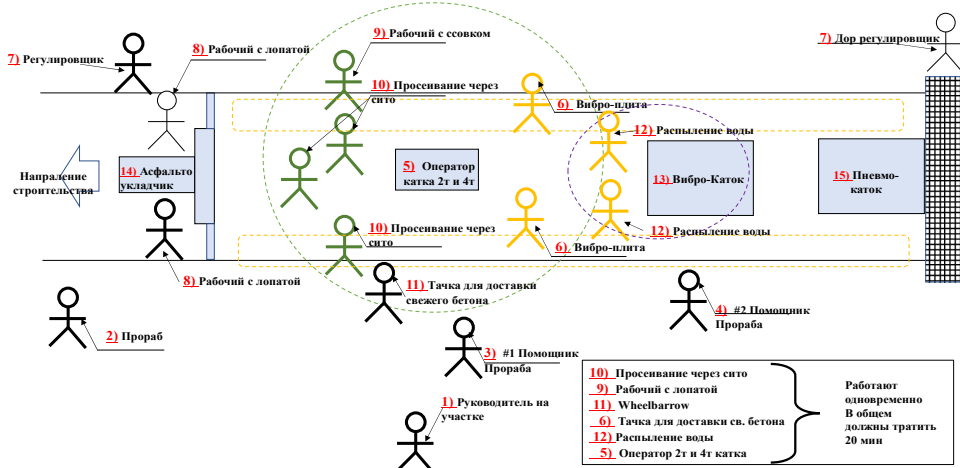 9) Рабочий с ссовком
7) Дор регулировщик
8) Рабочий с лопатой
7) Регулировщик
10) Просеивание через
сито
6) Вибро-плита
12) Распыление воды
14) Асфальто
укладчик
5) Оператор
катка 2т и 4т
13) Вибро-Каток
15) Пневмо-
каток
Напраление
строительства
10) Просеивание через
сито
12) Распыление воды
6) Вибро-плита
8) Рабочий с лопатой
11) Тачка для доставки
свежего бетона
4) #2 Помощник
Прораба
2) Прораб
3) #1 Помощник
Прораба
1) Руководитель на
участке
10) Просеивание через сито
9) Рабочий с лопатой
11) Wheelbarrow
6) Тачка для доставки св. бетона
12) Распыление воды
5) Оператор 2т и 4т катка
Работают
одновременно
В общем
должны тратить
20 мин